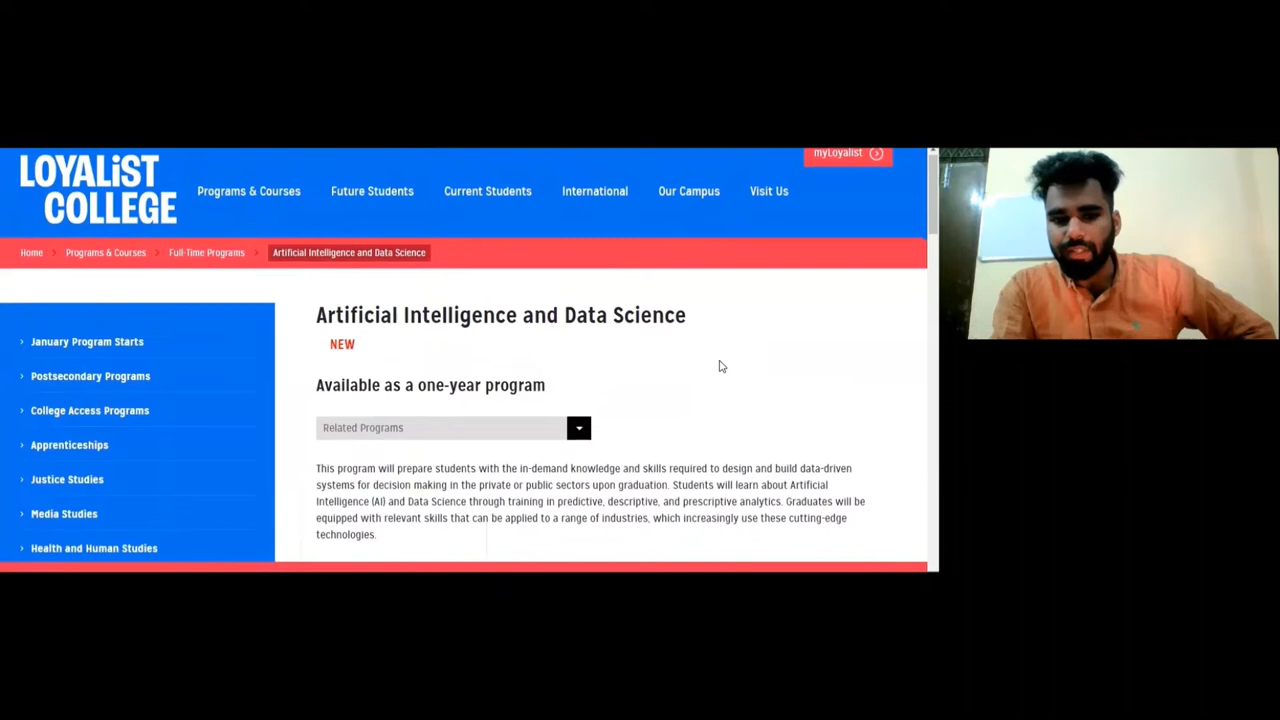 LOYALiST
COLLEGE
myLoyalist
Programs & Courses Future Students Current Students International Our Campus Visit Us
Home Programs & Courses Full-Time Programs Artificial Intelligence and Data Science
January Program Starts
Postsecondary Programs
College Access Programs
Apprenticeships
Justice Studies
Media Studies
Health and Human Studies
Artificial Intelligence and Data Science
NEW
Available as a one-year program
Related Programs
This program will prepare students with the in-demand knowledge and skills required to design and build data-driven
systems for decision making in the private or public sectors upon graduation. Students will learn about Artificial
Intelligence (AI) and Data Science through training in predictive, descriptive, and prescriptive analytics. Graduates will be
equipped with relevant skills that can be applied to a range of industries, which increasingly use these cutting-edge
technologies.